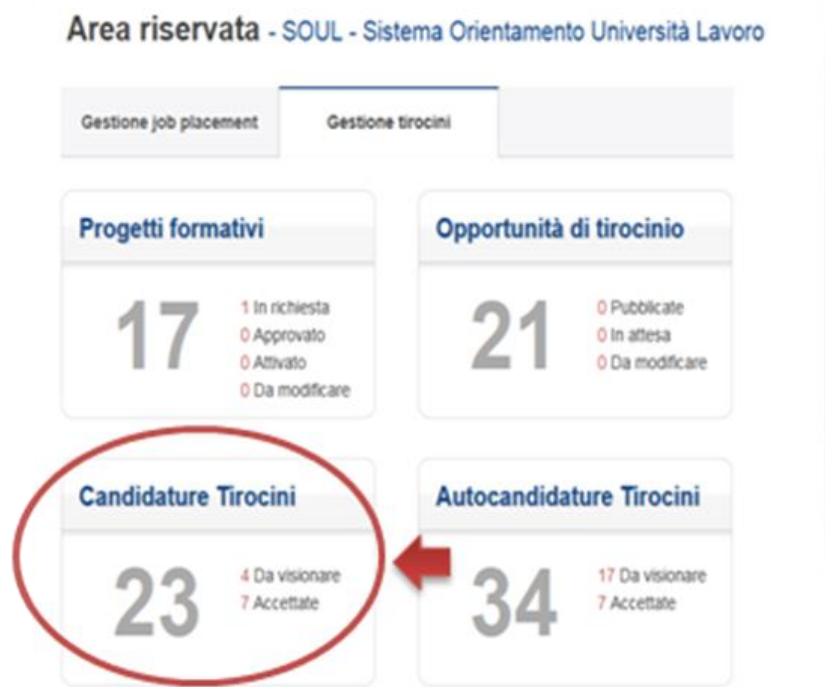 Area riservata - SOUL - Sistema Orientamento Università Lavoro
Gestione job placement
Gestione tirocini
Progetti formativi
17
1 In richiesta
0 Approvato
0 Attivato
0 Da modificare
Opportunità di tirocinio
21
0 Pubblicate
0 In attesa
0 Da modificare
Candidature Tirocini
23
4 Da visionare
7 Accettate
Autocandidature Tirocini
34
17 Da visionare
7 Accettate